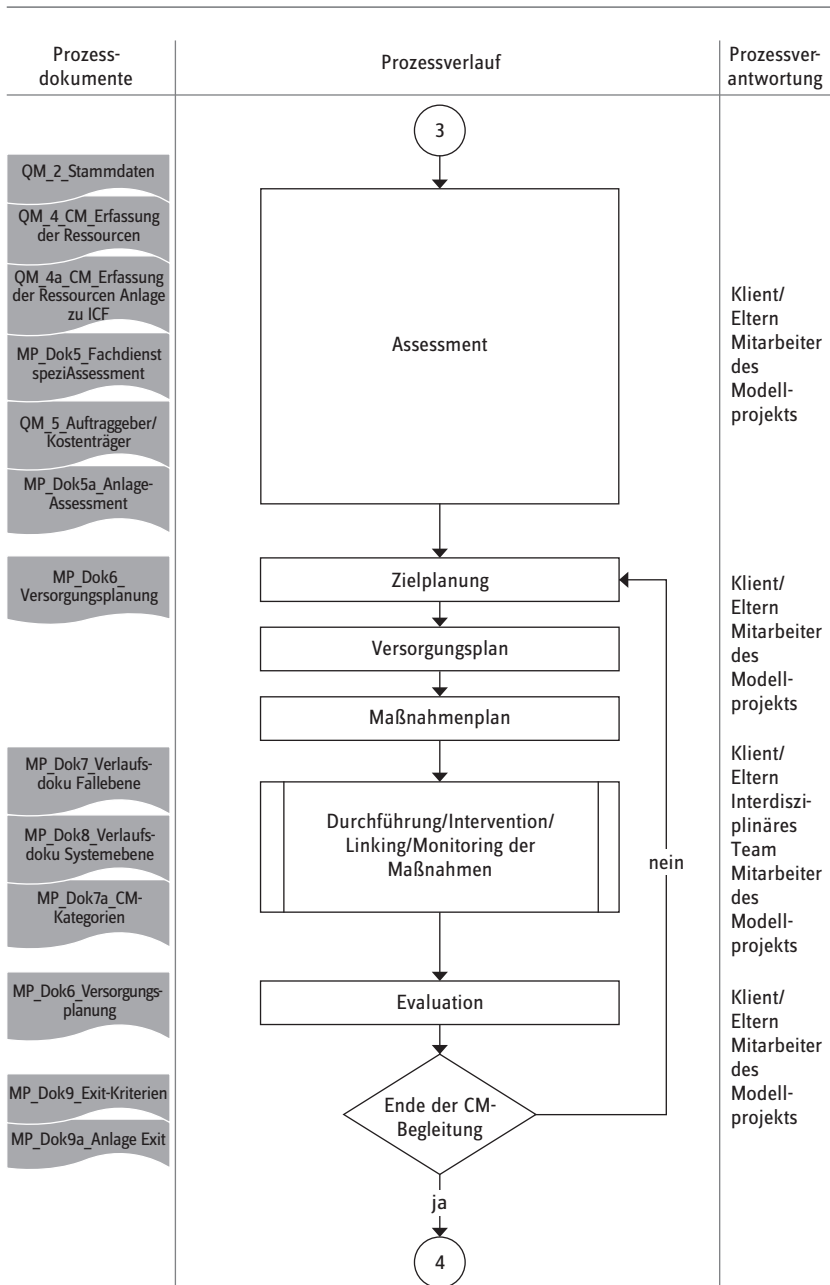 Prozess-
dokumente
Prozessverlauf
Prozessver-
antwortung
3
QM_2_Stammdaten
QM_4_CM_Erfassung
der Ressourcen
QM_4a_CM_Erfassung
der Ressourcen Anlage
zu ICF
MP_Dok5_Fachdienst
speziAssessment
QM_5_Auftraggeber/
Kostenträger
MP_Dok5a_Anlage-
Assessment
Assessment
Klient/
Eltern
Mitarbeiter
des
Modell-
projekts
MP_Dok6_
Versorgungsplanung
Zielplanung
Versorgungsplan
Maßnahmenplan
Klient/
Eltern
Mitarbeiter
des
Modell-
projekts
MP_Dok7_Verlaufs-
doku Fallebene
MP_Dok8_Verlaufs-
doku Systemebene
MP_Dok7a_CM-
Kategorien
Durchführung/Intervention/
Linking/Monitoring der
Maßnahmen
nein
Klient/
Eltern
Interdiszi-
plinäres
Team
Mitarbeiter
des
Modell-
projekts
MP_Dok6_Versorgungs-
planung
Evaluation
Klient/
Eltern
Mitarbeiter
des
Modell-
projekts
MP_Dok9_Exit-Kriterien
MP_Dok9a_Anlage Exit
Ende der CM-
Begleitung
ja
4